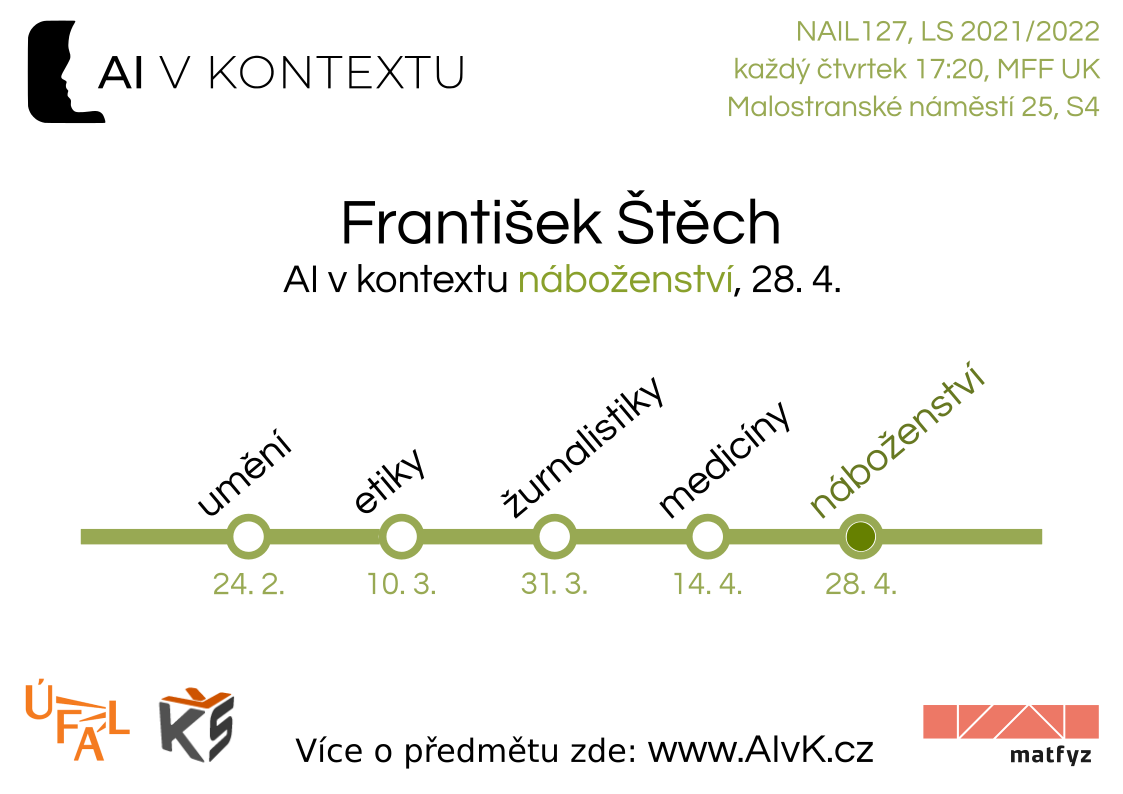 AI V KONTEXTU
NAIL127, LS 2021/2022
každý čtvrtek 17:20, MFF UK
Malostranské náměstí 25, S4
František Štěch
AI v kontextu náboženství, 28. 4.
umění
etiky
žurnalistiky
medicíny
náboženství
24. 2.
10. 3.
31. 3.
14. 4.
28. 4.
ÚFAL
KŠ
Více o předmětu zde: www.AIvK.cz
matfyz